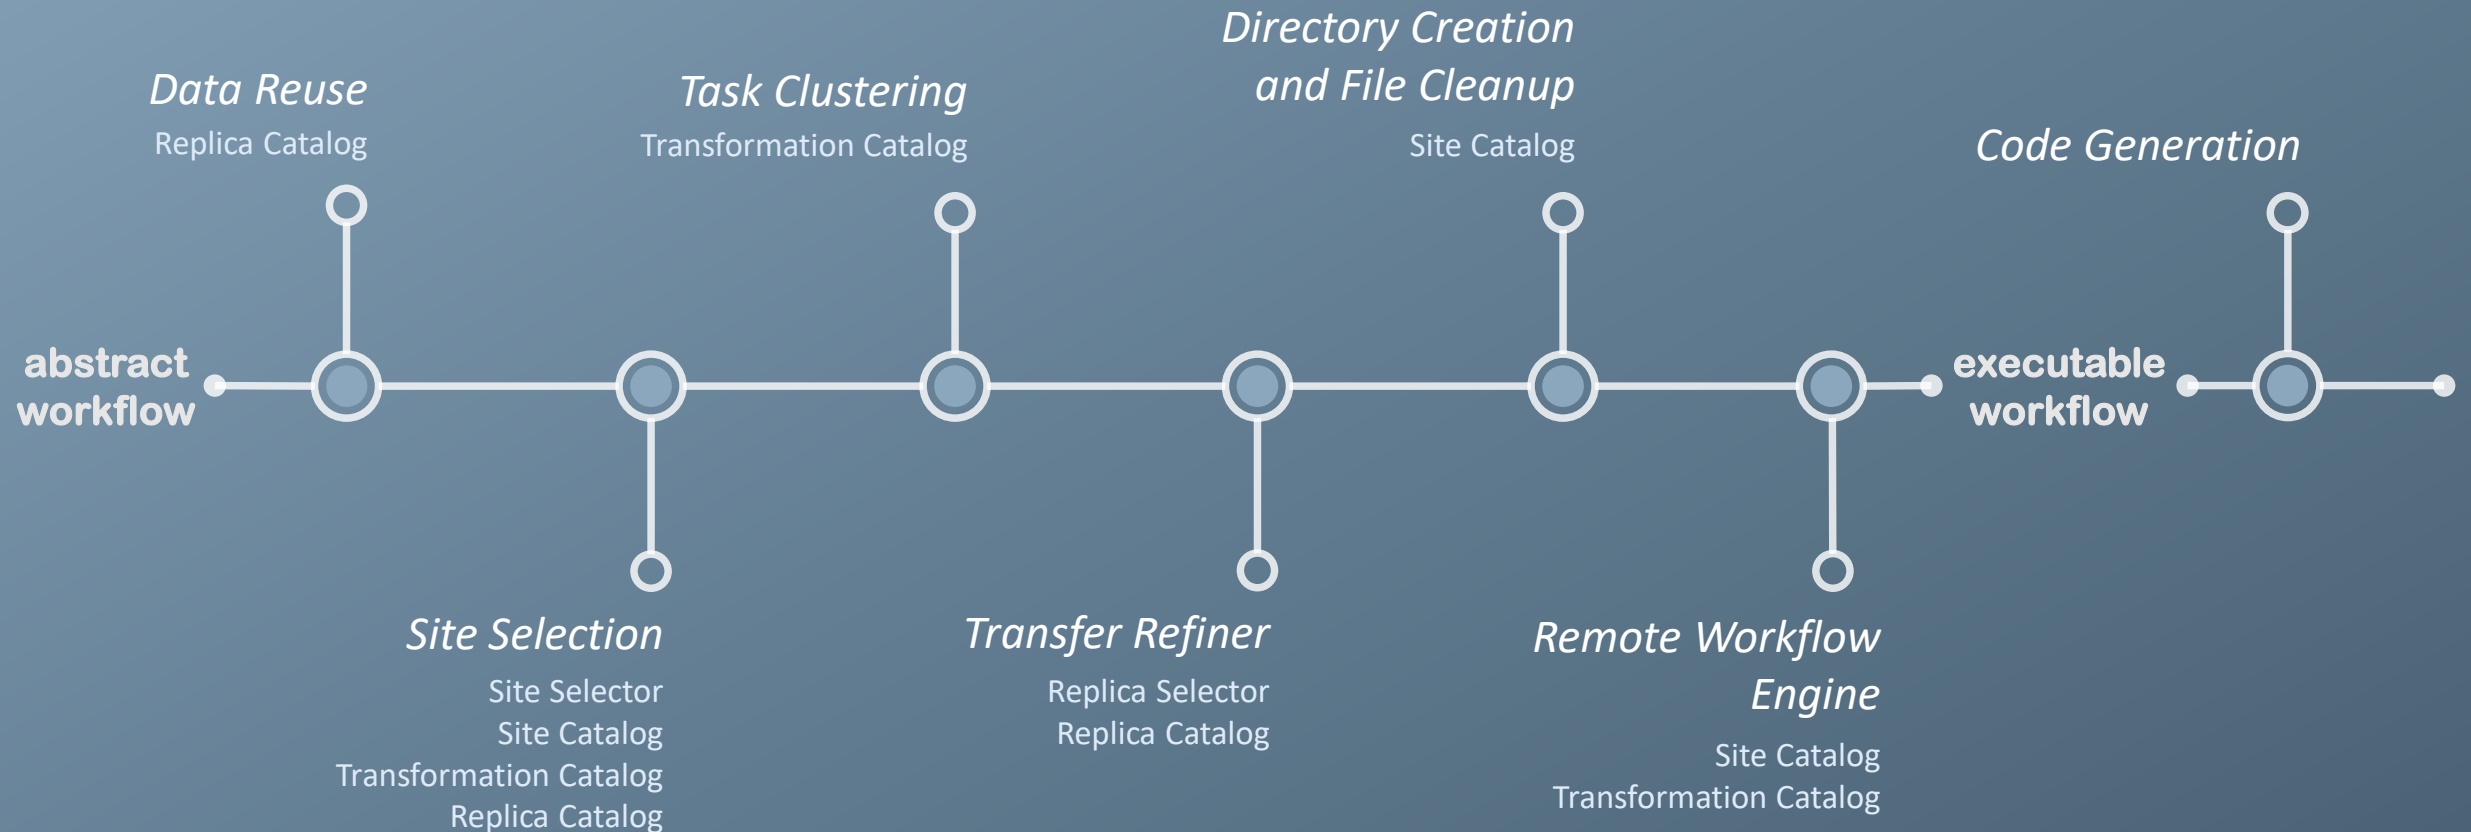 abstract
workflow
Data Reuse
Replica Catalog
Site Selection
Site Selector
Site Catalog
Transformation Catalog
Replica Catalog
Task Clustering
Transformation Catalog
Transfer Refiner
Replica Selector
Replica Catalog
Directory Creation
and File Cleanup
Site Catalog
Remote Workflow
Engine
Site Catalog
Transformation Catalog
executable
workflow
Code Generation